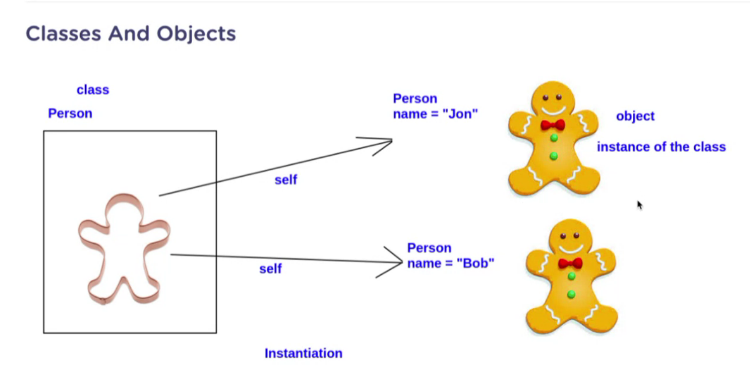 Classes And Objects
class
Person
Person
name = "Jon"
object
instance of the class
self
Person
name = "Bob"
self
Instantiation